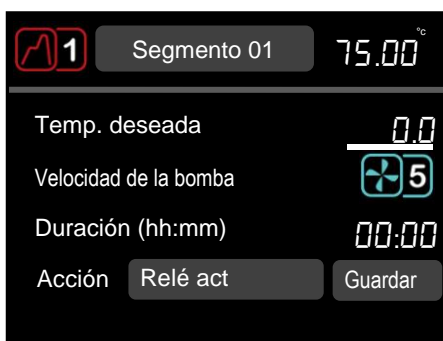 1 Segmento 01 75.00 °c
Temp. deseada 0.0
Velocidad de la bomba 5
Duración (hh:mm) 00:00
Acción Relé act Guardar